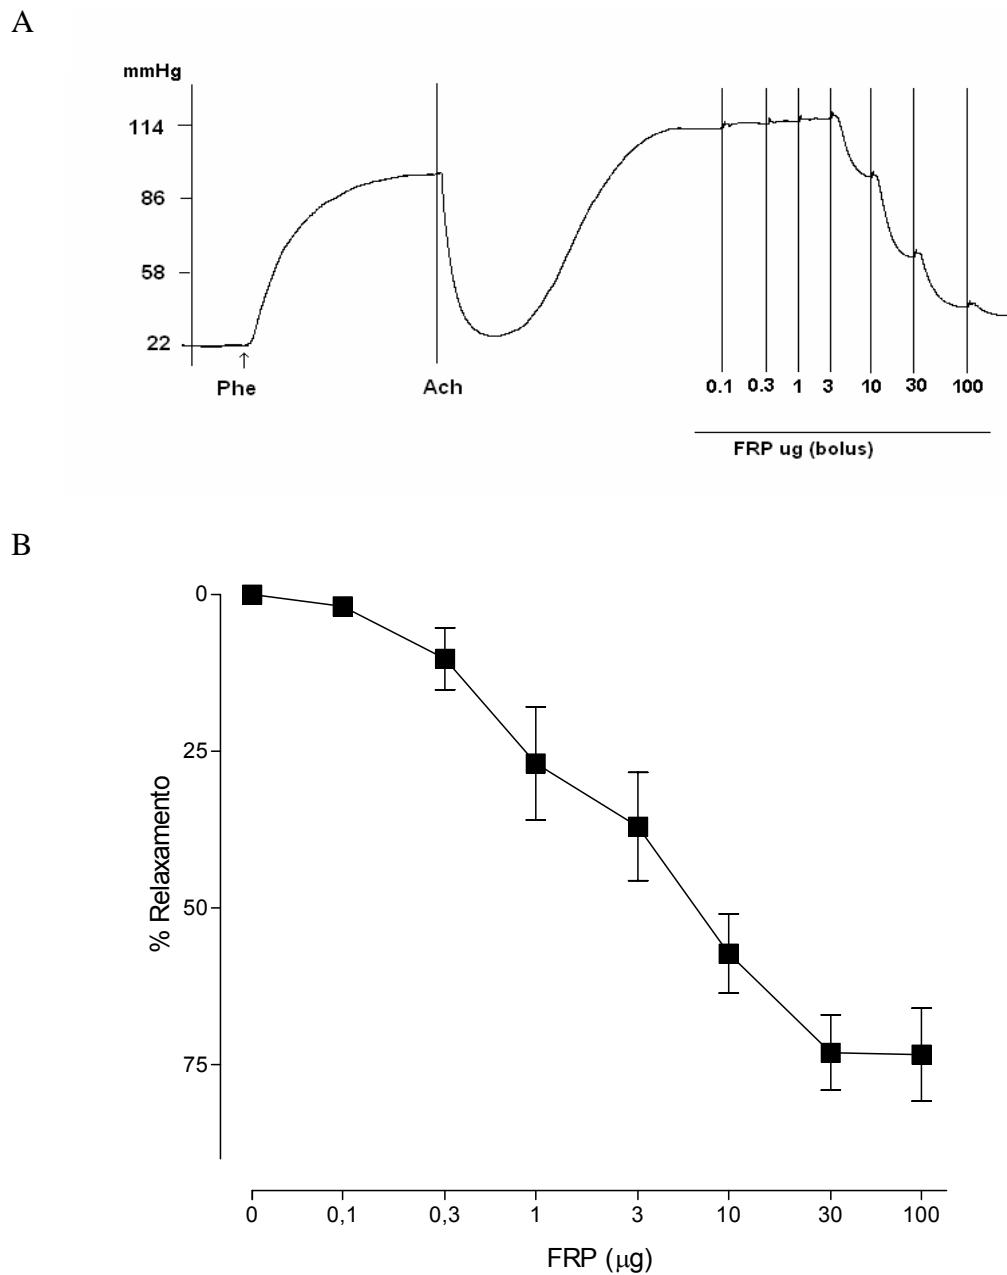 A
mmHg
114
86
58
22
Phe
Ach
0.1 0.3 1 3 10 30 100
FRP ug (bolus)
B
0
25
50
75
% Relaxamento
0 0,1 0,3 1 3 10 30 100
FRP (μg)